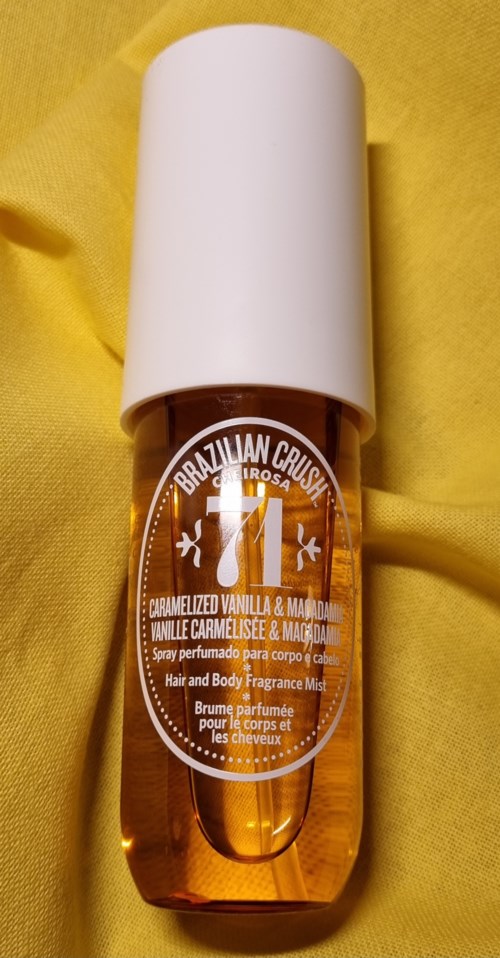 BRAZILIAN CRUSH™
CHEIROSA
71
CARAMELIZED VANILLA & MACADAMIA
VANILLE CARMÉLISÉE & MACADAMIA
Spray perfumado para corpo e cabelo
*
Hair and Body Fragrance Mist
*
Brume parfumée
pour le corps et
les cheveux